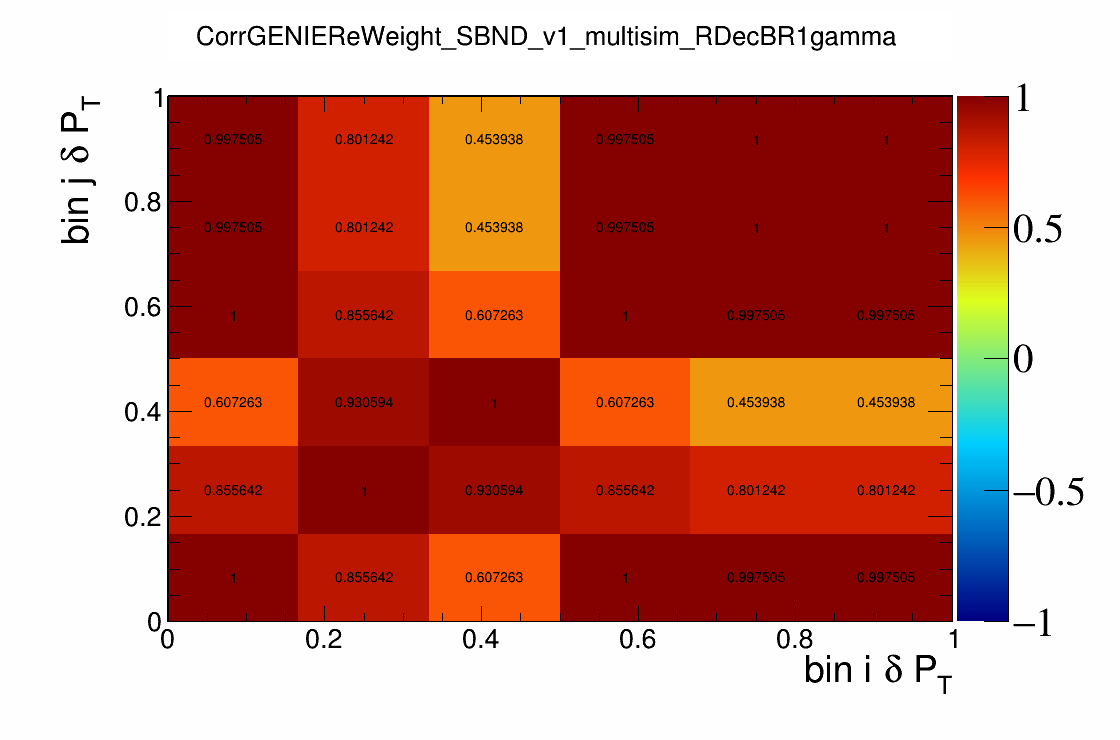 CorrGENIEReWeight_SBND_v1_multisim_RDecBR1gamma
bin j δ P_T
1
0.8
0.6
0.4
0.2
0
0.997505 0.801242 0.453938 0.997505 1 1
0.997505 0.801242 0.453938 0.997505 1 1
1 0.855642 0.607263 1 0.997505 0.997505
0.607263 0.930594 1 0.607263 0.453938 0.453938
0.855642 1 0.930594 0.855642 0.801242 0.801242
1 0.855642 0.607263 1 0.997505 0.997505
0 0.2 0.4 0.6 0.8 1
bin i δ P_T
1
0.5
0
−0.5
−1